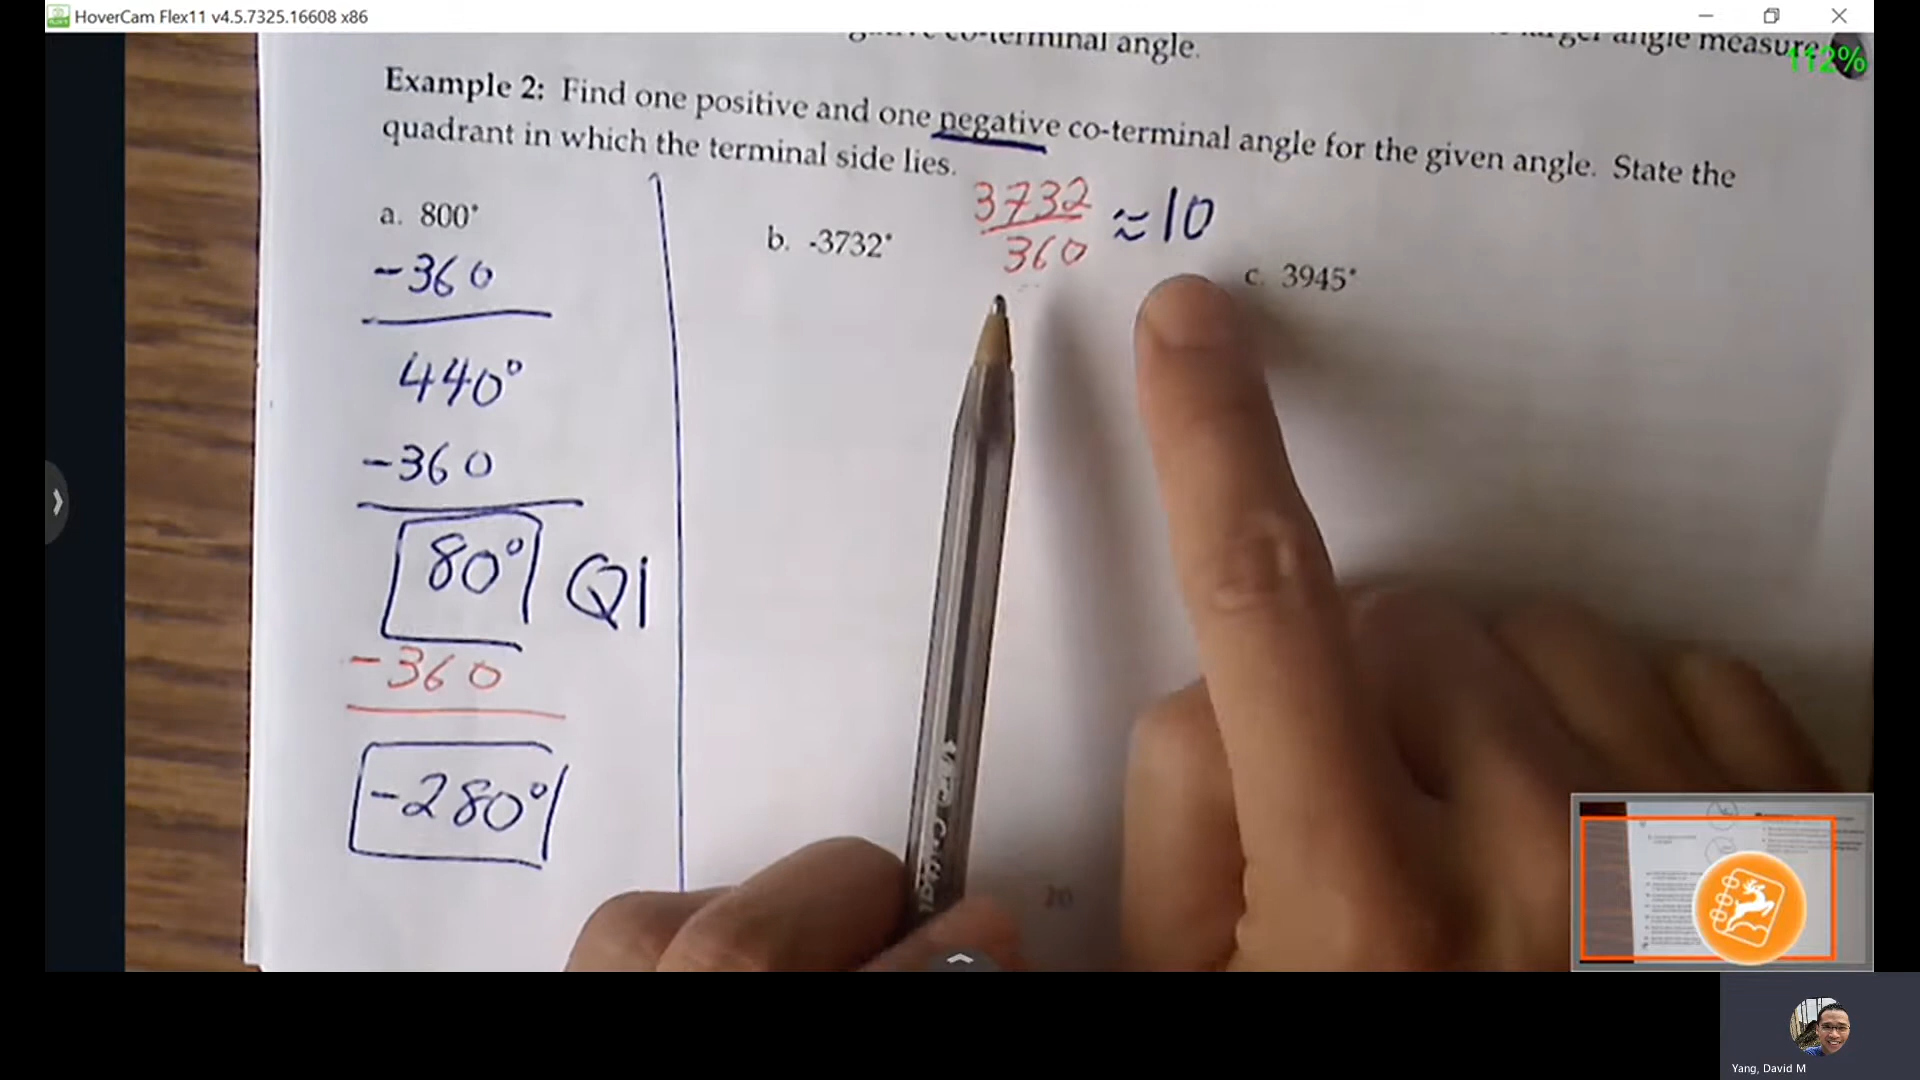 HoverCam Flex11 v4.5.7325.16608 x86
112%
co-terminal angle.
angle measure
Example 2: Find one positive and one negative co-terminal angle for the given angle. State the
quadrant in which the terminal side lies.
a. 800°
-360
440°
-360
80° Q1
-360
-280°
b. -3732°
3732
360
≈10
c. 3945°
20
Yang, David M